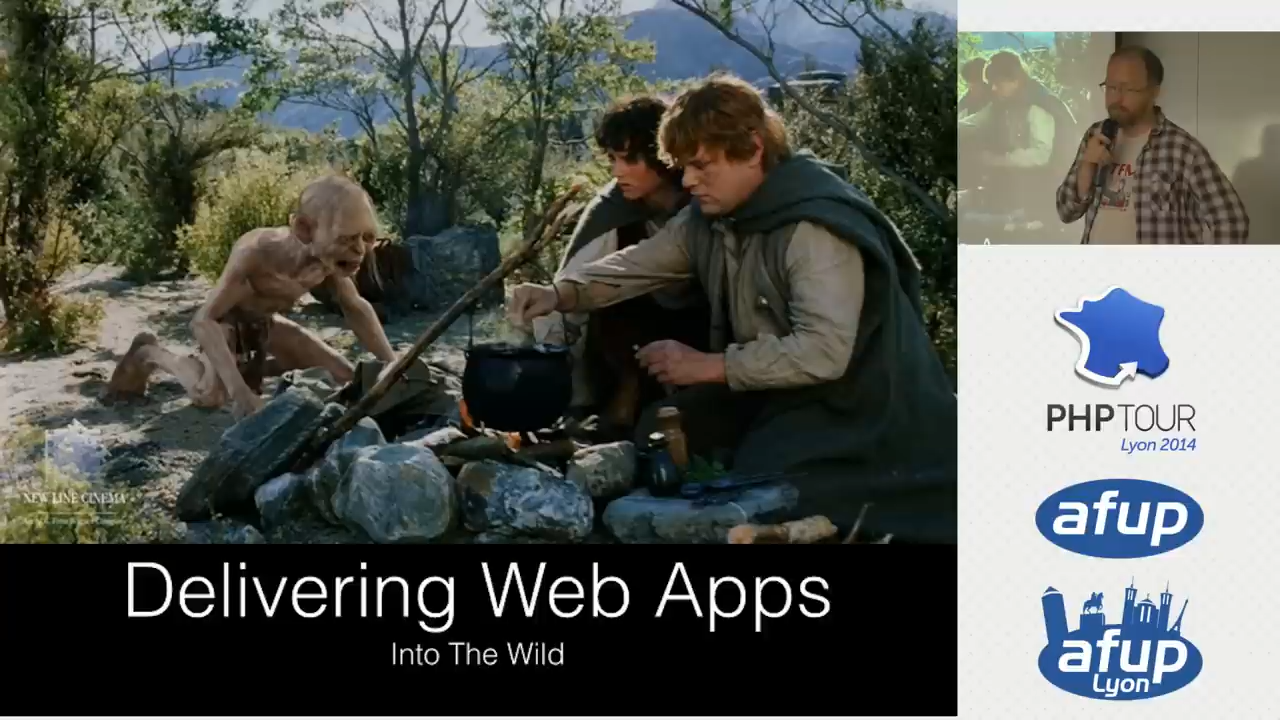 NEW LINE CINEMA
Delivering Web Apps
Into The Wild
PHPTOUR
Lyon 2014
afup
afup
Lyon